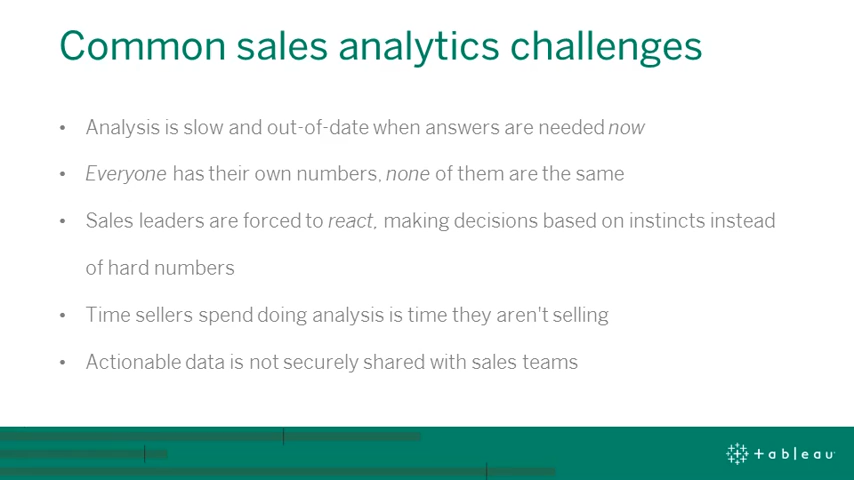 Common sales analytics challenges
• Analysis is slow and out-of-date when answers are needed now
• Everyone has their own numbers, none of them are the same
• Sales leaders are forced to react, making decisions based on instincts instead
of hard numbers
• Time sellers spend doing analysis is time they aren't selling
• Actionable data is not securely shared with sales teams
+ableau